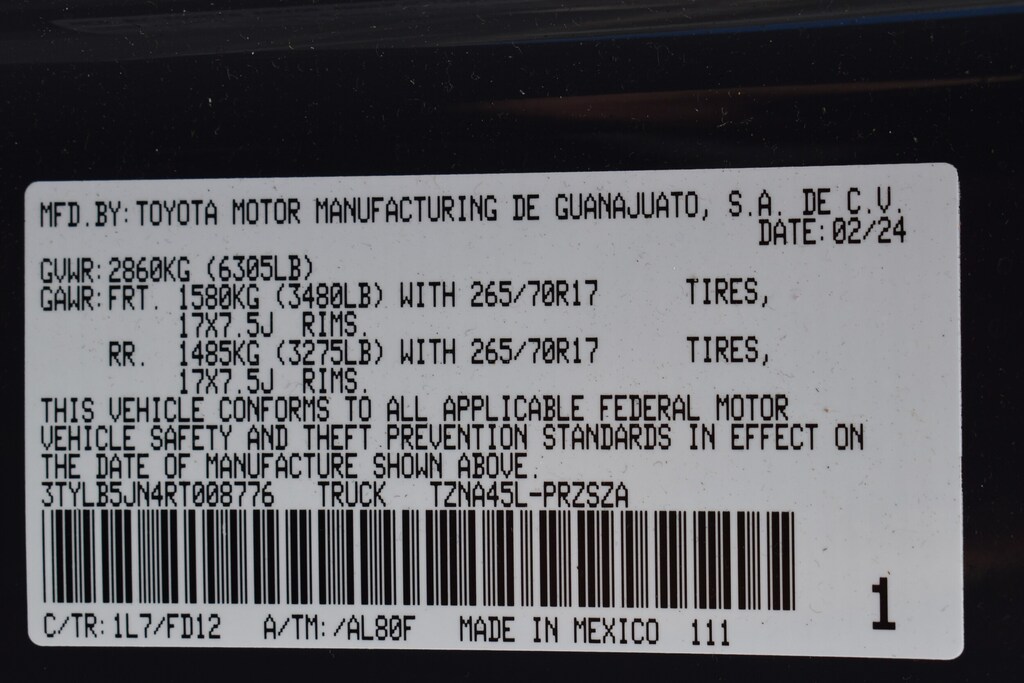 MFD.BY: TOYOTA MOTOR MANUFACTURING DE GUANAJUATO, S.A. DE C.V.
DATE: 02/24
GVWR: 2860KG (6305LB)
GAWR: FRT. 1580KG (3480LB) WITH 265/70R17 TIRES,
17X7.5J RIMS.
RR. 1485KG (3275LB) WITH 265/70R17 TIRES,
17X7.5J RIMS.
THIS VEHICLE CONFORMS TO ALL APPLICABLE FEDERAL MOTOR
VEHICLE SAFETY AND THEFT PREVENTION STANDARDS IN EFFECT ON
THE DATE OF MANUFACTURE SHOWN ABOVE.
3TYLB5JN4RT008776 TRUCK TZNA45L-PRZSZA
C/TR: 1L7/FD12 A/TM: /AL80F MADE IN MEXICO 111
1